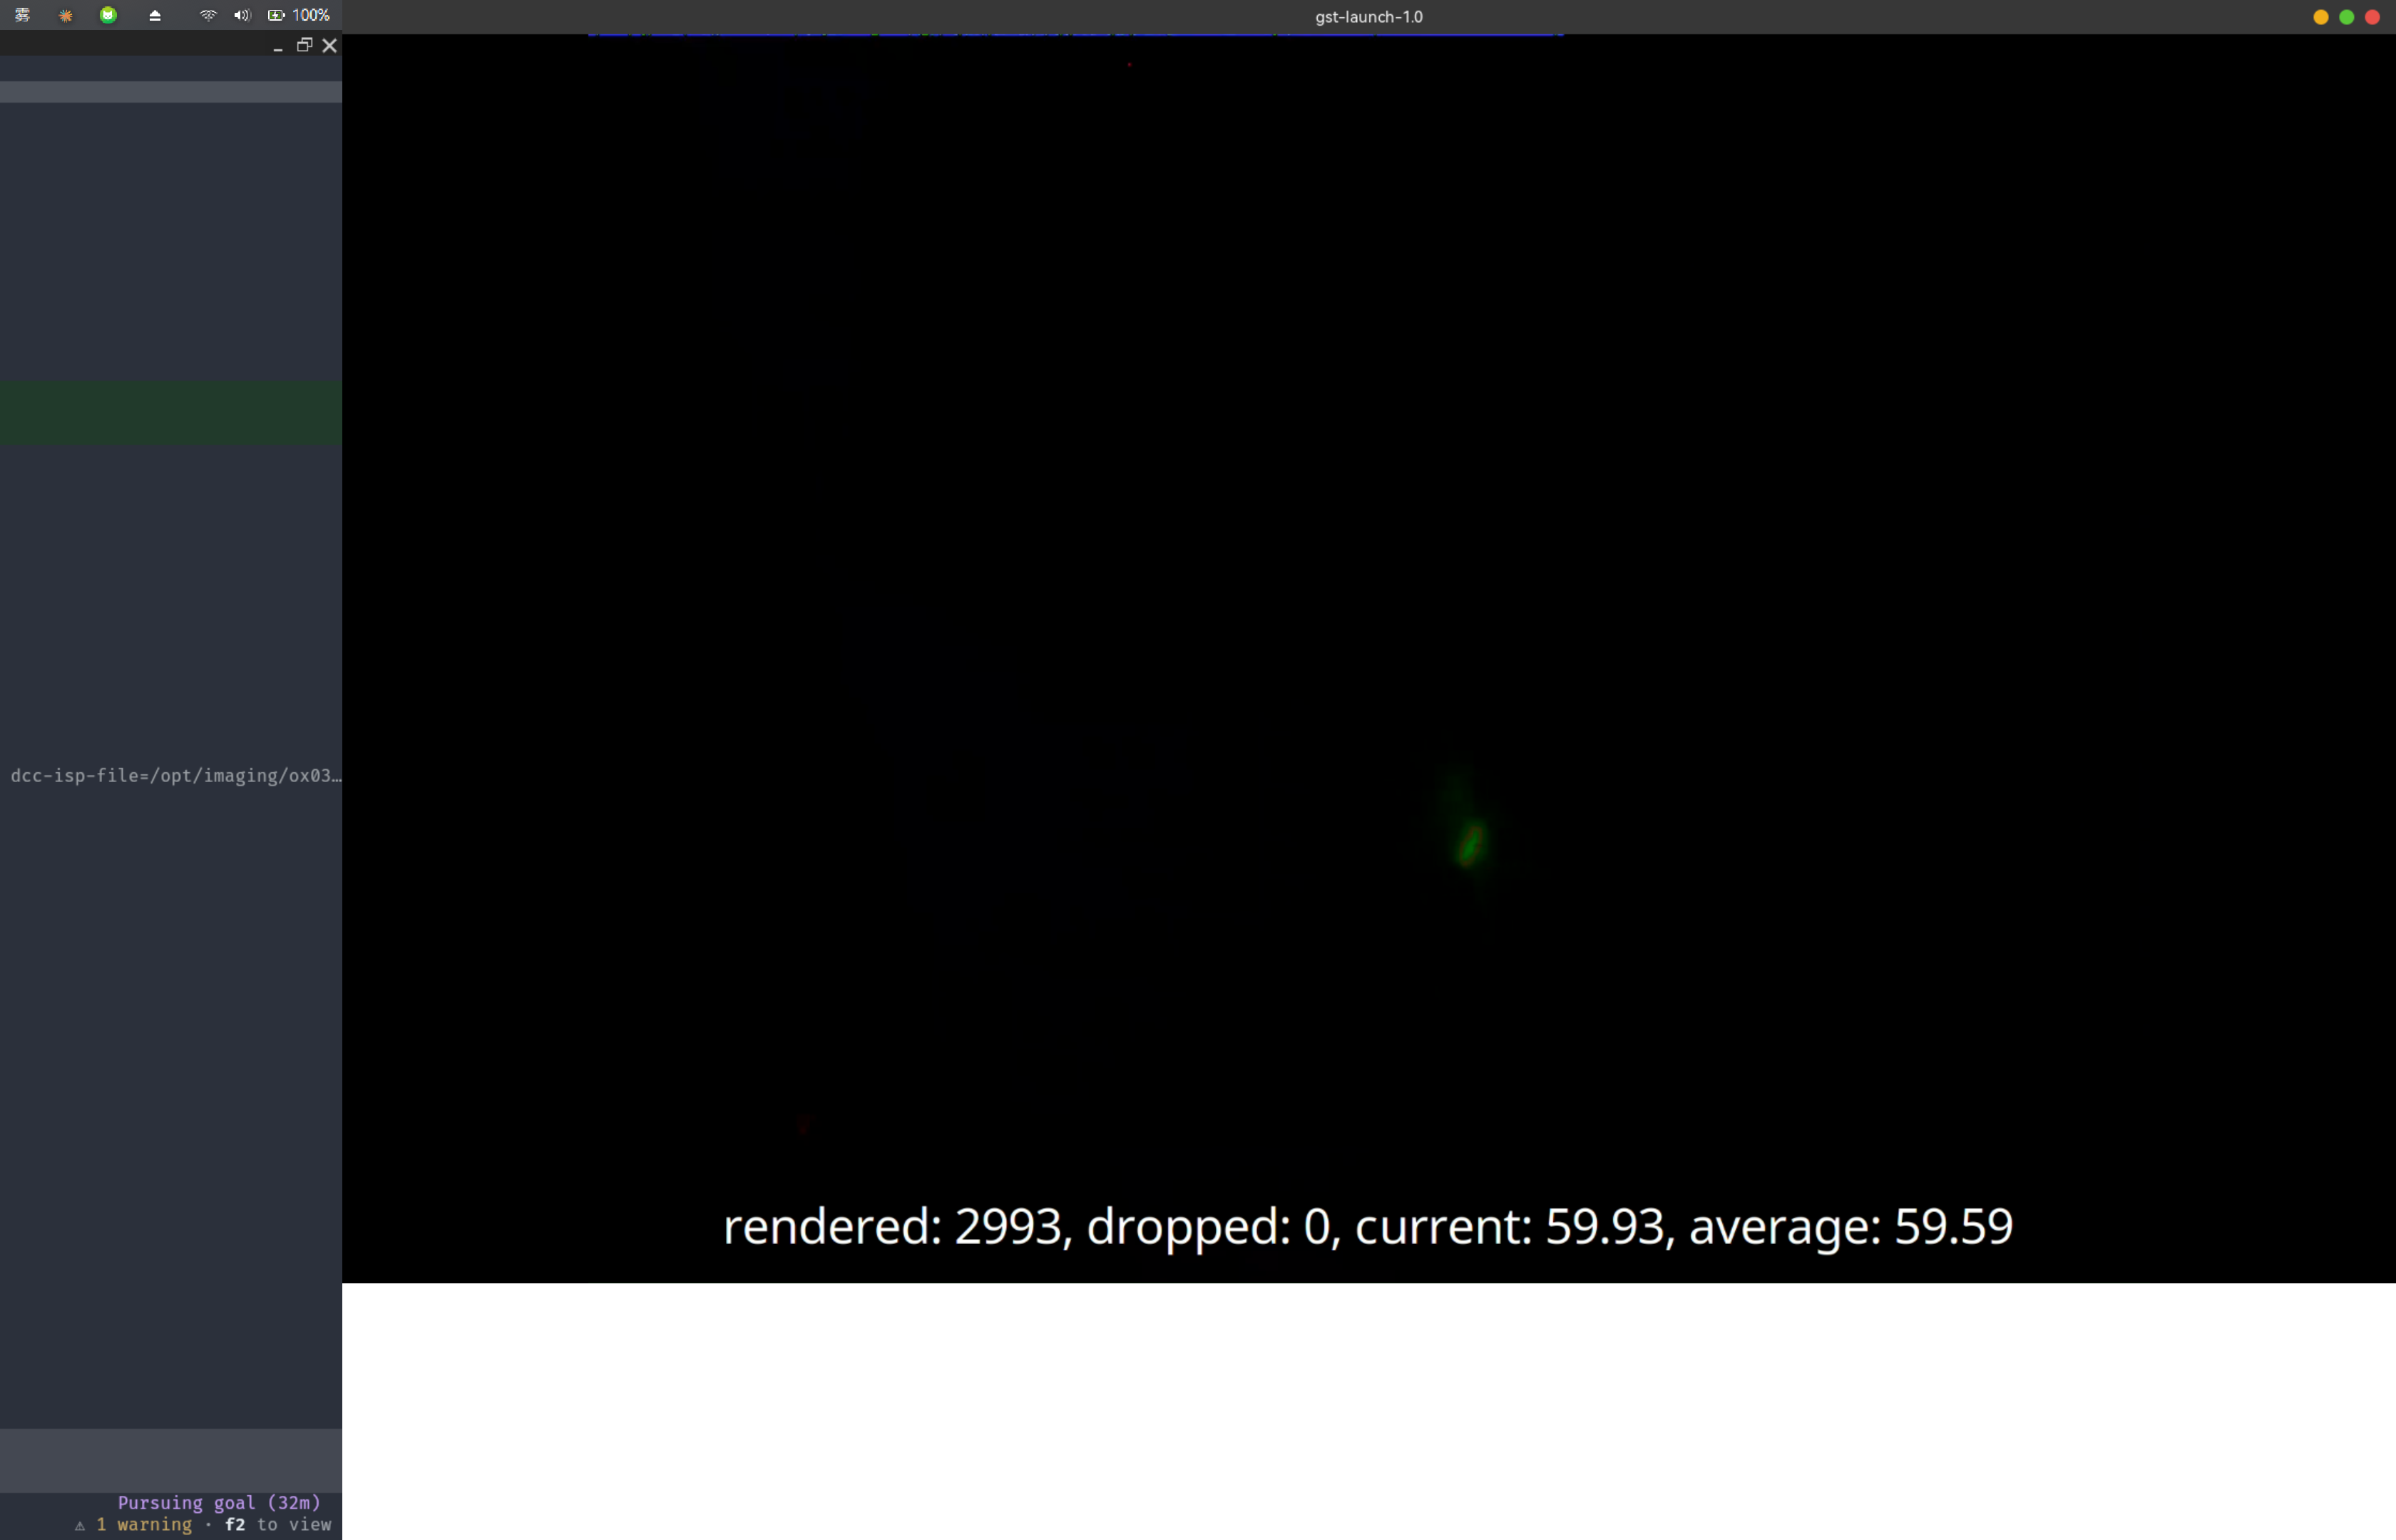 雾 100%
gst-launch-1.0
dcc-isp-file=/opt/imaging/ox03…
rendered: 2993, dropped: 0, current: 59.93, average: 59.59
Pursuing goal (32m)
⚠ 1 warning · f2 to view